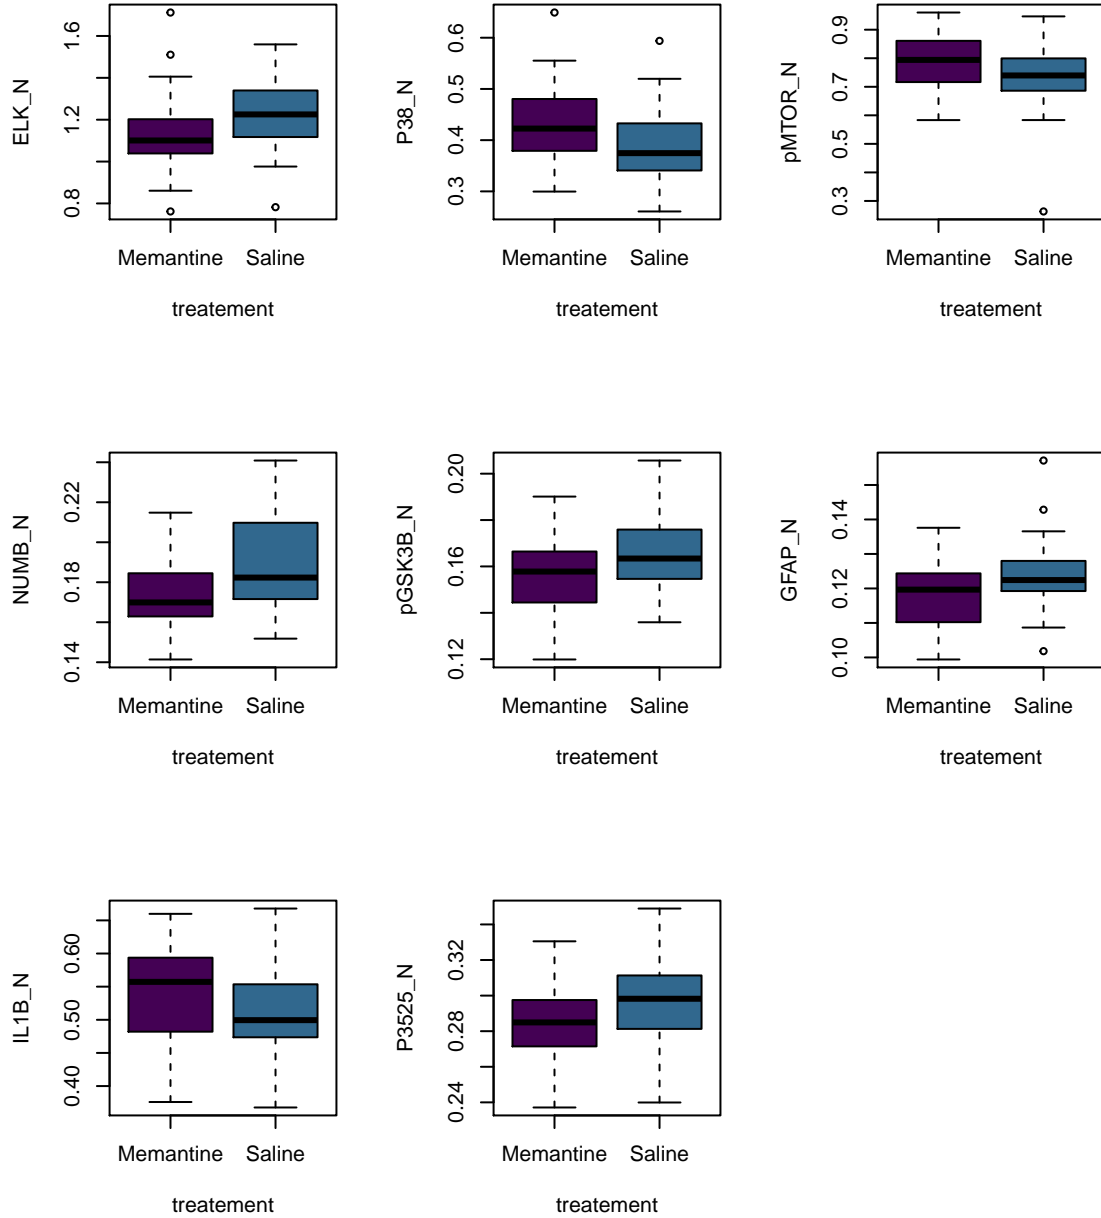 ELK_N
0.8 1.2 1.6
Memantine Saline
treatement
P38_N
0.3 0.4 0.5 0.6
Memantine Saline
treatement
pMTOR_N
0.3 0.5 0.7 0.9
Memantine Saline
treatement
NUMB_N
0.14 0.18 0.22
Memantine Saline
treatement
pGSK3B_N
0.12 0.16 0.20
Memantine Saline
treatement
GFAP_N
0.10 0.12 0.14
Memantine Saline
treatement
IL1B_N
0.40 0.50 0.60
Memantine Saline
treatement
P3525_N
0.24 0.28 0.32
Memantine Saline
treatement